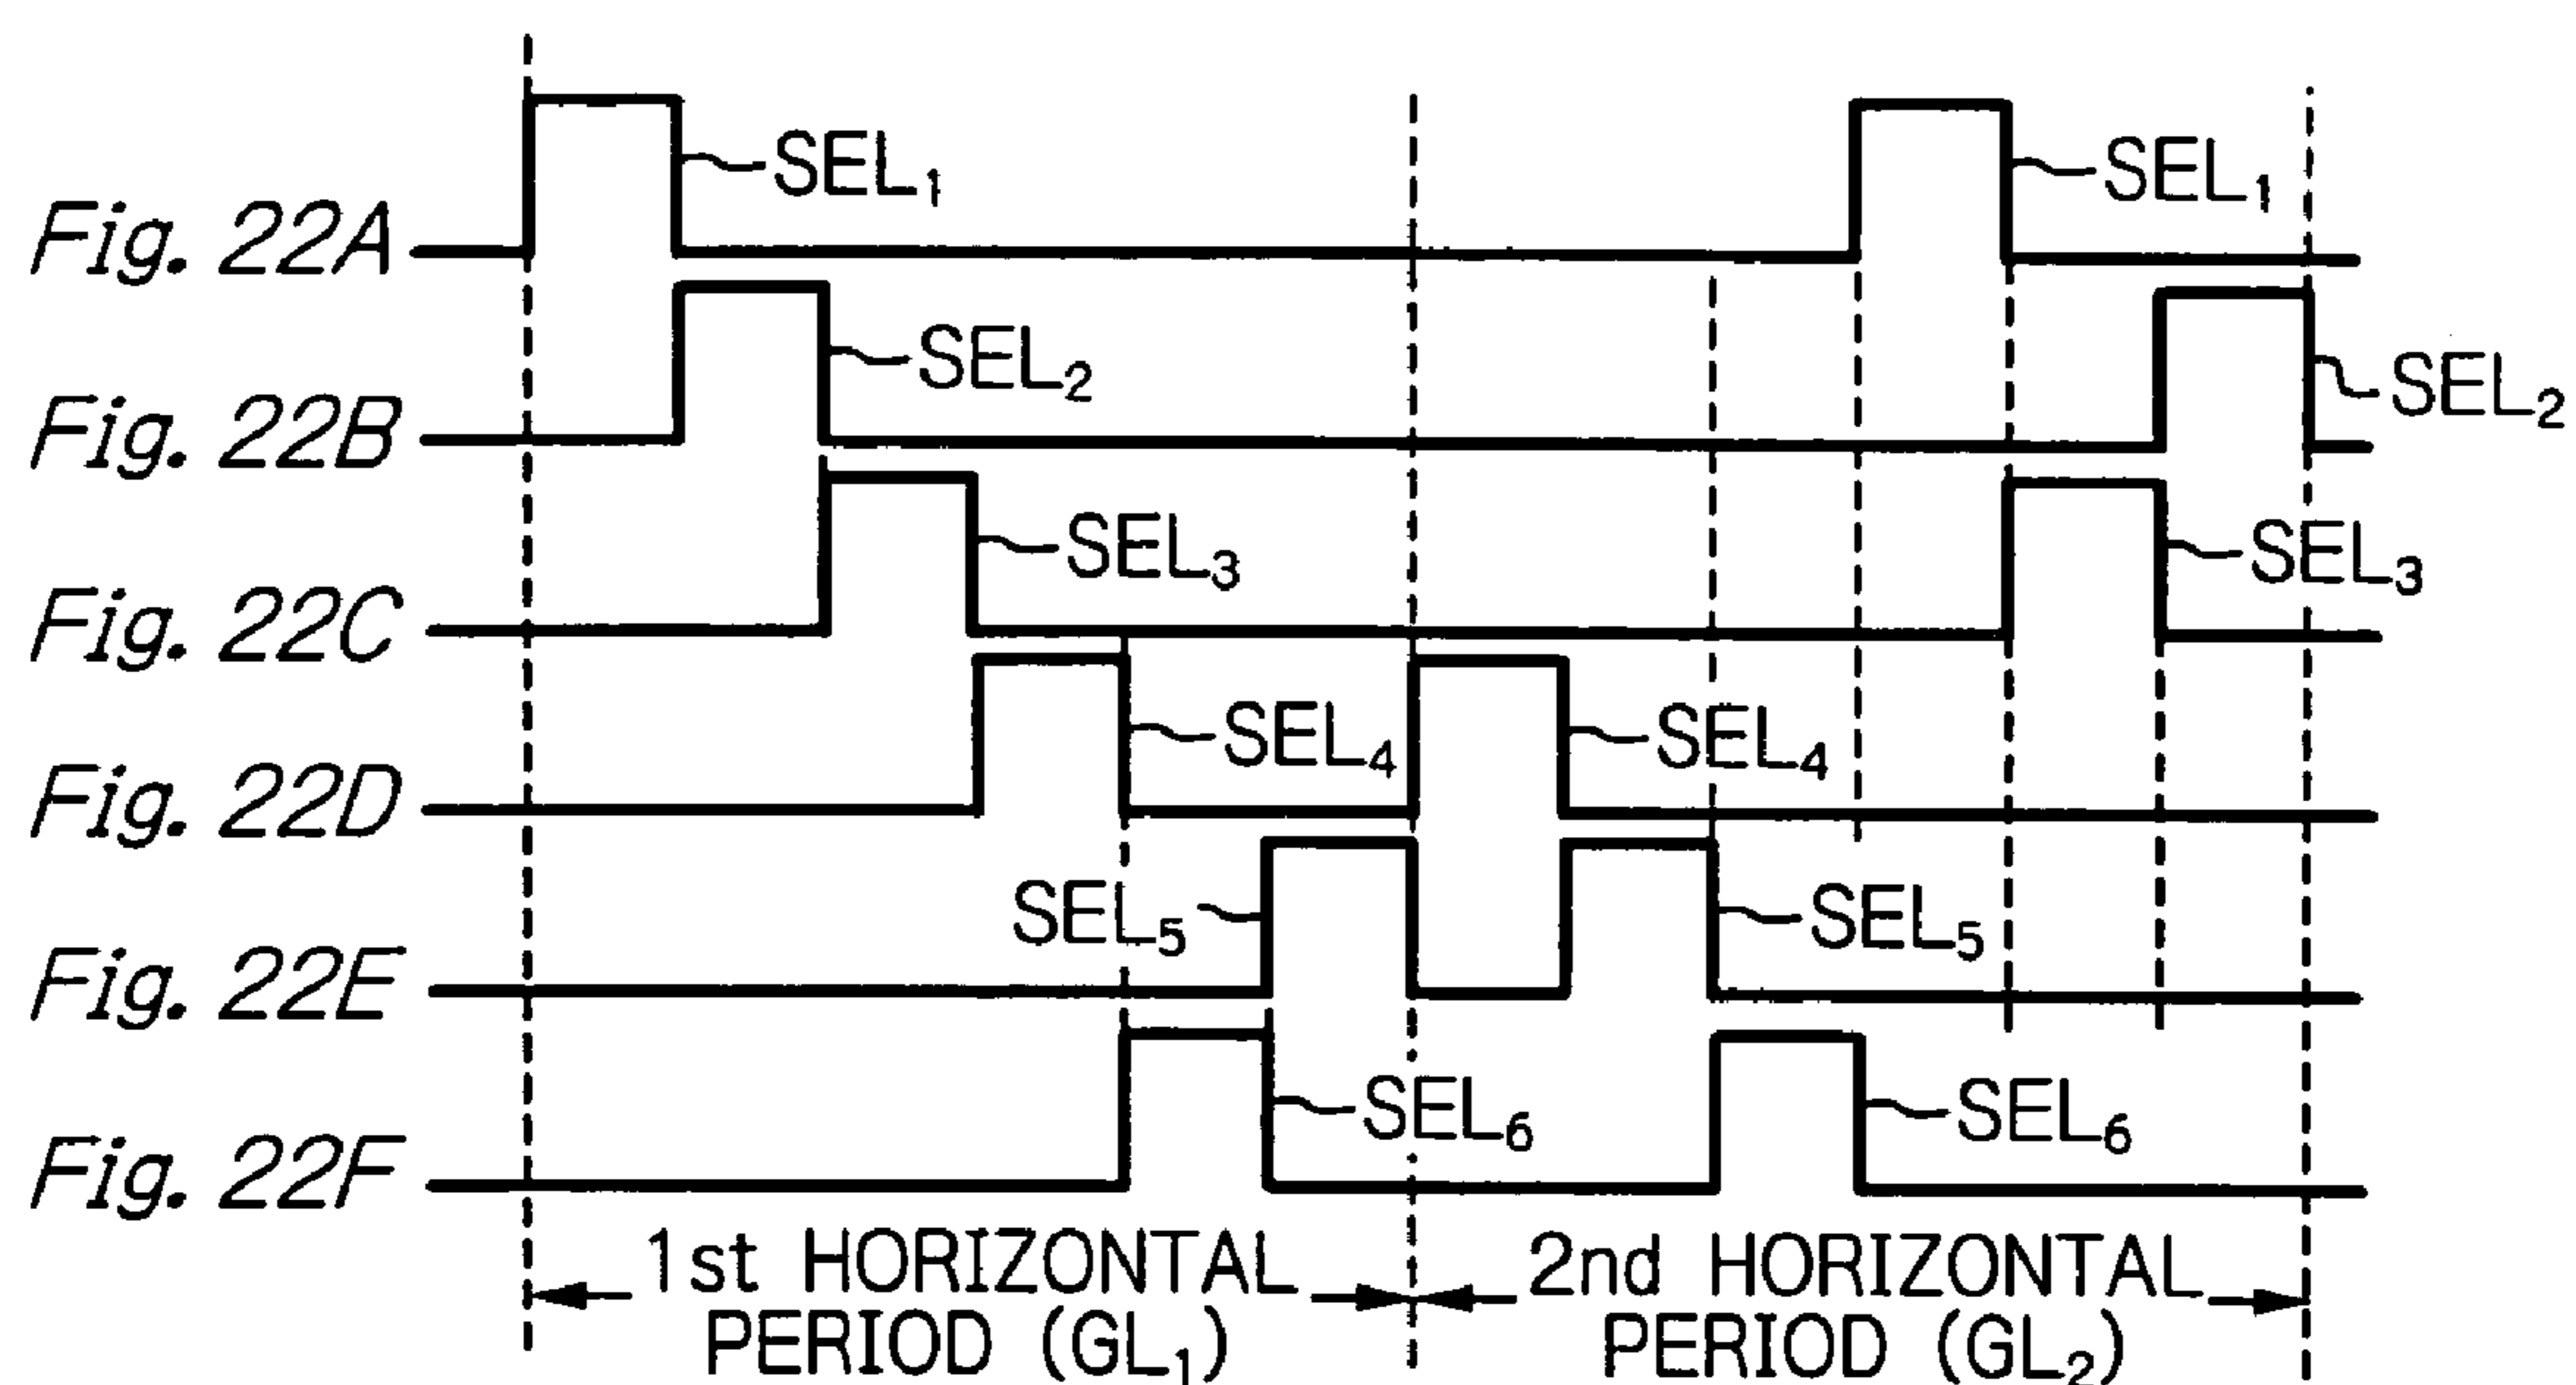 Fig. 22A SEL₁ SEL₁
Fig. 22B SEL₂ SEL₂
Fig. 22C SEL₃ SEL₃
Fig. 22D SEL₄ SEL₄
Fig. 22E SEL₅ SEL₅
Fig. 22F SEL₆ SEL₆
1st HORIZONTAL PERIOD (GL₁)
2nd HORIZONTAL PERIOD (GL₂)